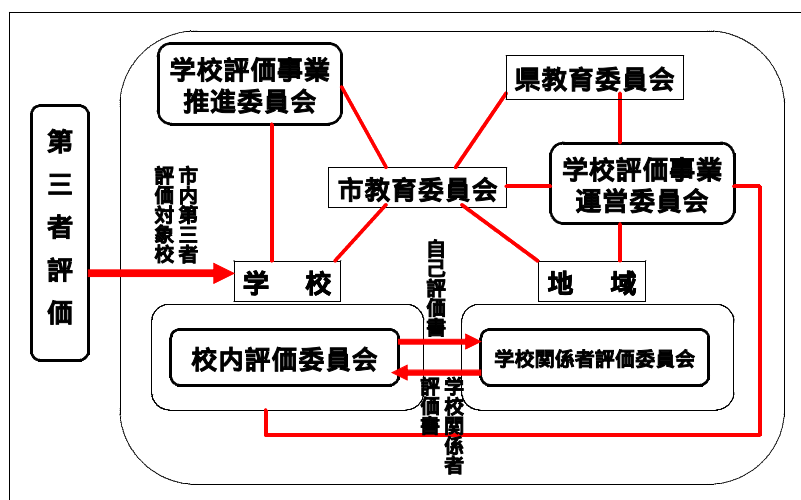 学校評価事業
推進委員会
県教育委員会
第三者評価
市内第三者
評価対象校
市教育委員会
学校評価事業
運営委員会
学校
地域
自己評価書
校内評価委員会
学校関係者評価委員会
学校関係者
評価書